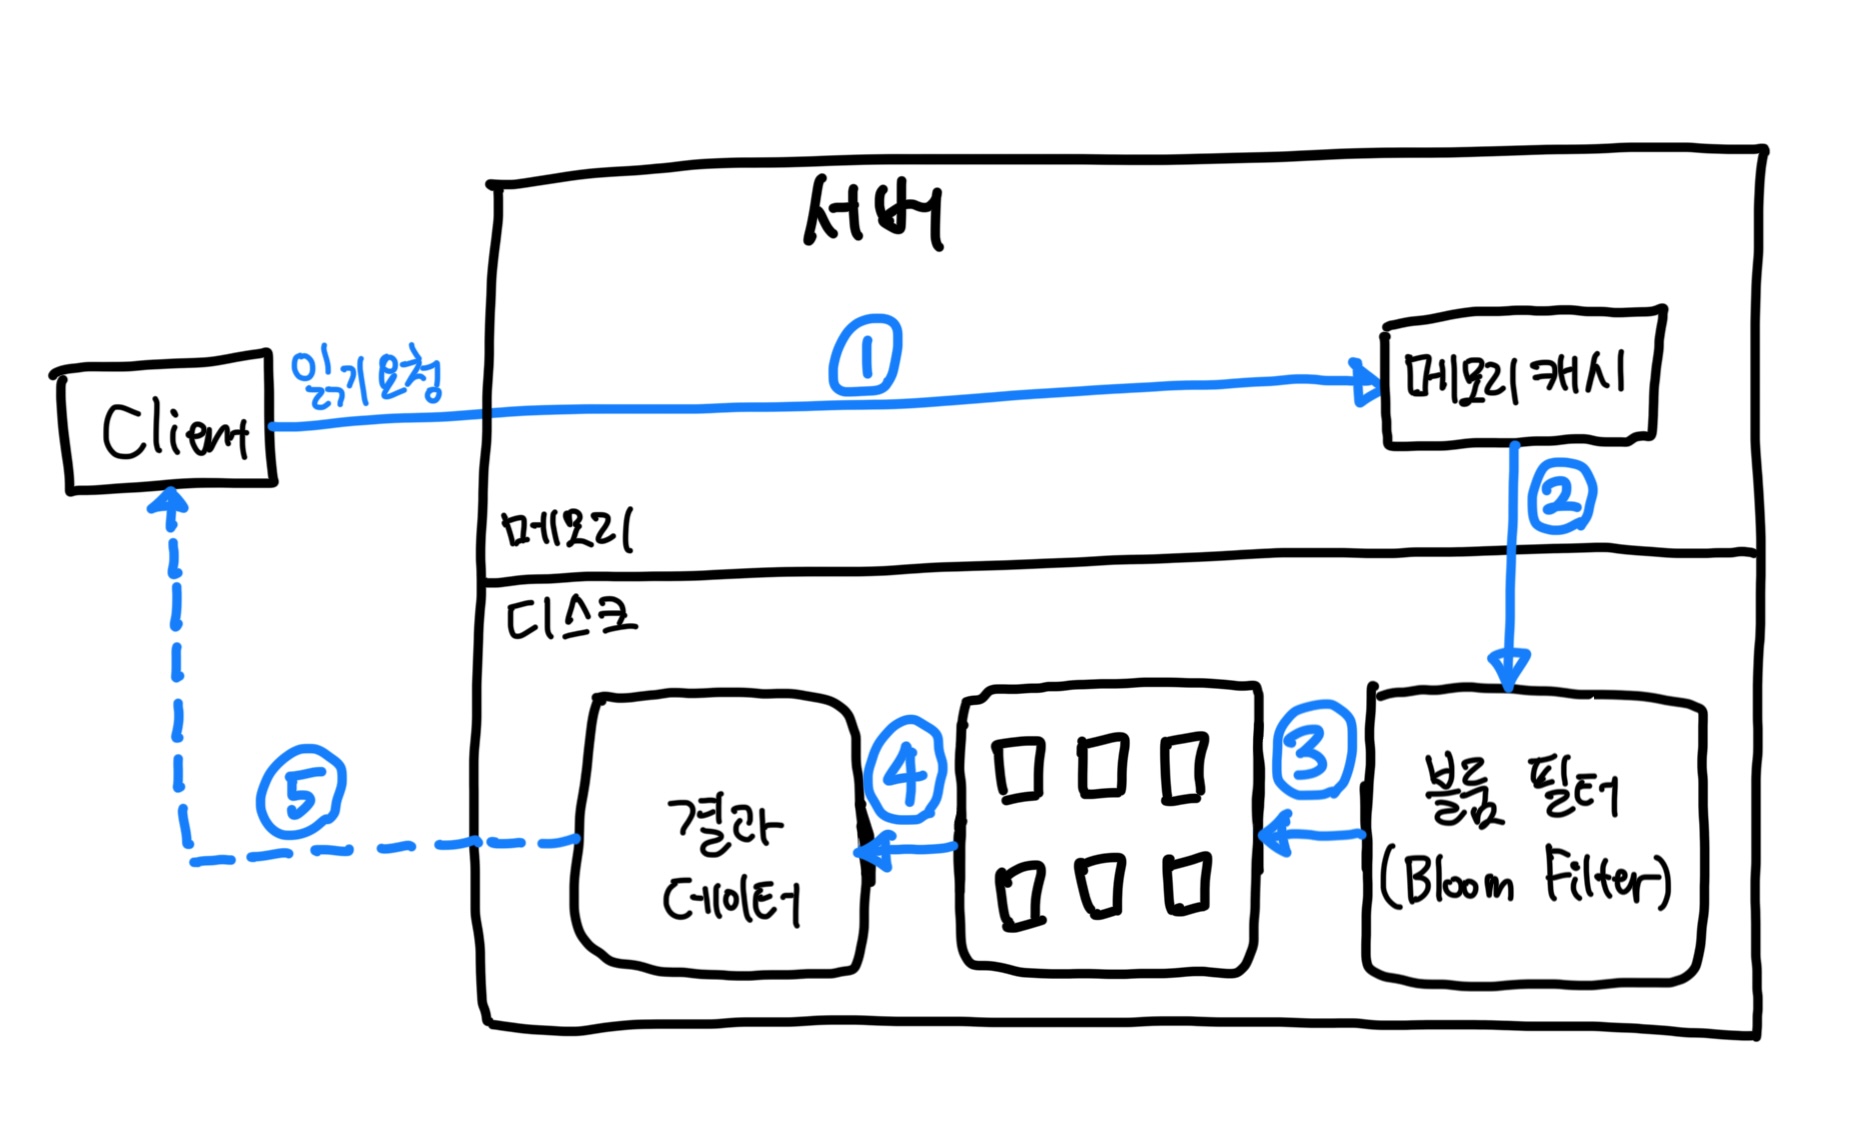 서버
Client
읽기 요청
①
메모리 캐시
②
메모리
디스크
결과
데이터
④
③
블룸 필터
(Bloom Filter)
⑤